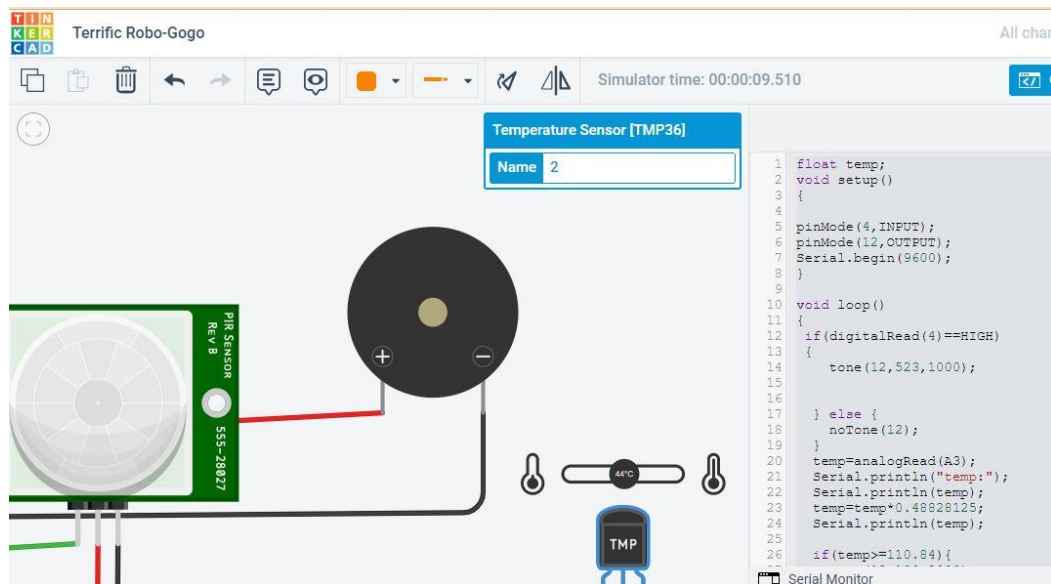 TINKERCAD
Terrific Robo-Gogo
All char
Simulator time: 00:00:09.510
Temperature Sensor [TMP36]
Name 2
PIR SENSOR
REV B
555-28027
+
−
44°C
TMP
1 float temp;
2 void setup()
3 {
4
5 pinMode(4,INPUT);
6 pinMode(12,OUTPUT);
7 Serial.begin(9600);
8 }
9
10 void loop()
11 {
12 if(digitalRead(4)==HIGH)
13 {
14 tone(12,523,1000);
15
16
17 } else {
18 noTone(12);
19 }
20 temp=analogRead(A3);
21 Serial.println("temp:");
22 Serial.println(temp);
23 temp=temp*0.48828125;
24 Serial.println(temp);
25
26 if(temp>=110.84){
Serial Monitor